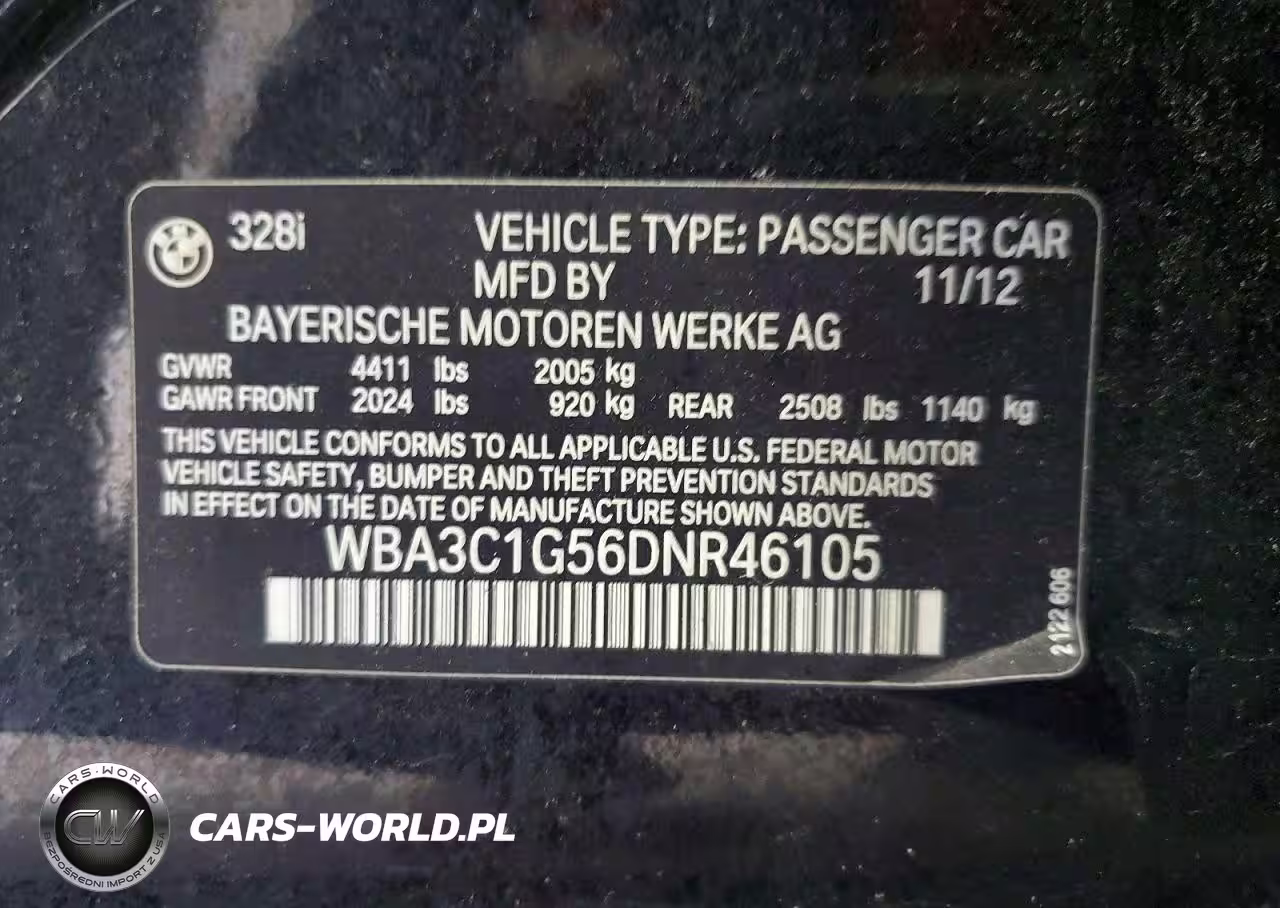 328i VEHICLE TYPE: PASSENGER CAR
MFD BY 11/12
BAYERISCHE MOTOREN WERKE AG
GVWR 4411 lbs 2005 kg
GAWR FRONT 2024 lbs 920 kg REAR 2508 lbs 1140 kg
THIS VEHICLE CONFORMS TO ALL APPLICABLE U.S. FEDERAL MOTOR
VEHICLE SAFETY, BUMPER AND THEFT PREVENTION STANDARDS
IN EFFECT ON THE DATE OF MANUFACTURE SHOWN ABOVE.
WBA3C1G56DNR46105
2122 606
CARS-WORLD
CW
BEZPOŚREDNI IMPORT Z USA
CARS-WORLD.PL